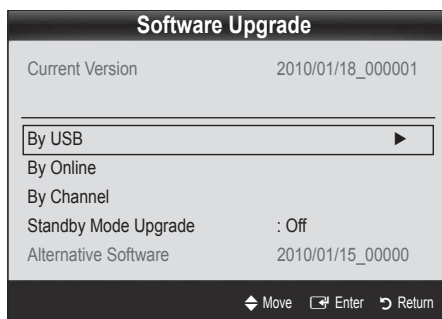 Software Upgrade
Current Version 2010/01/18_000001
By USB ►
By Online
By Channel
Standby Mode Upgrade : Off
Alternative Software 2010/01/15_00000
Move Enter Return